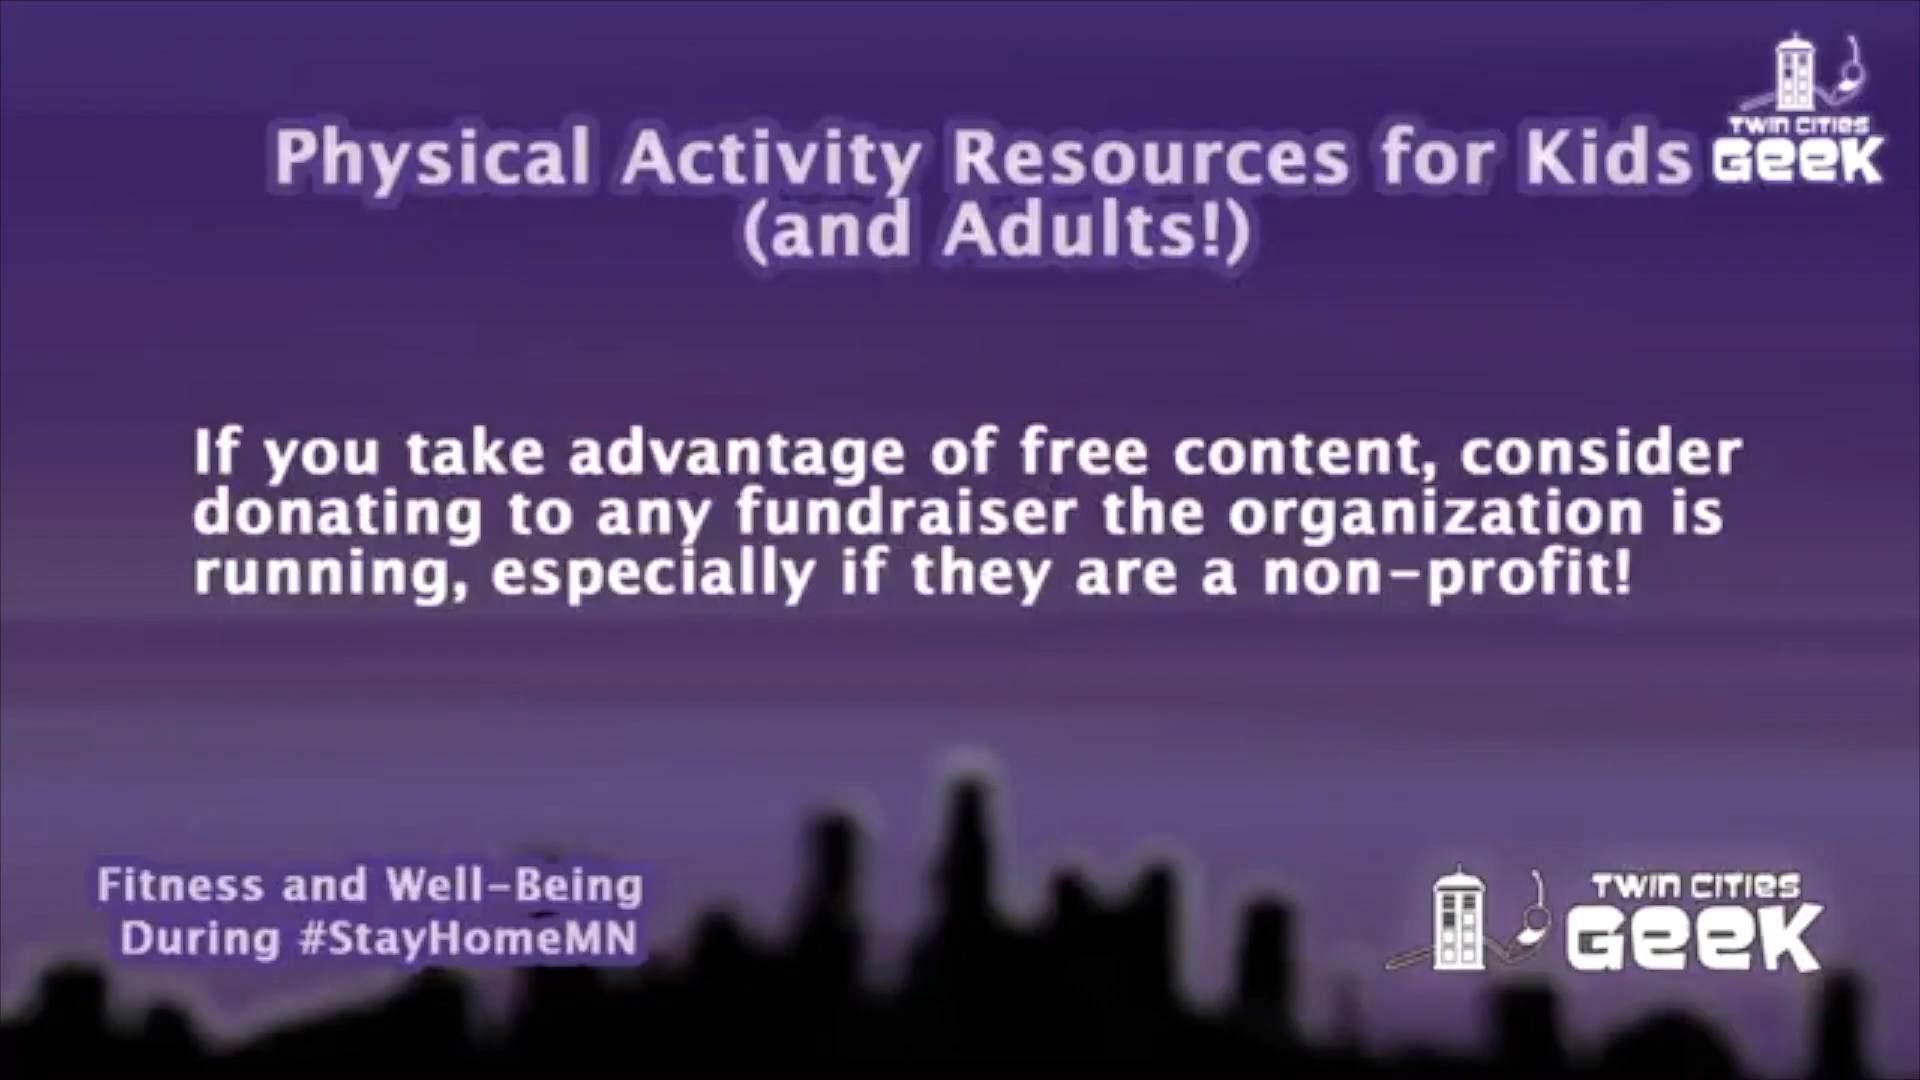 Physical Activity Resources for Kids
(and Adults!)
TWIN CITIES
GEEK
If you take advantage of free content, consider
donating to any fundraiser the organization is
running, especially if they are a non-profit!
Fitness and Well-Being
During #StayHomeMN
TWIN CITIES
GEEK